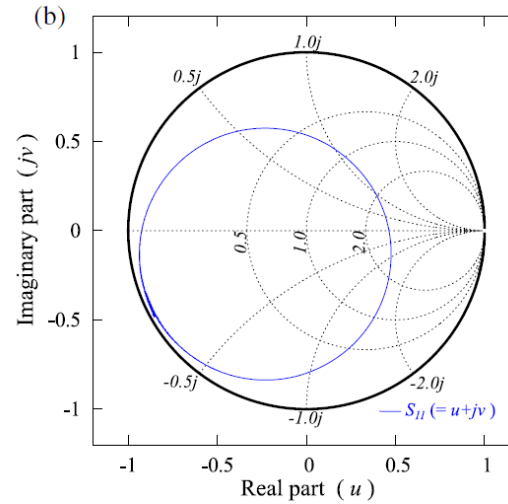 (b)
1.0j
0.5j
2.0j
1
0.5
0
-0.5
-1
Imaginary part ( jv )
0.5
1.0
2.0
-0.5j
-1.0j
-2.0j
S11 (= u+jv)
-1
-0.5
0
0.5
1
Real part ( u )